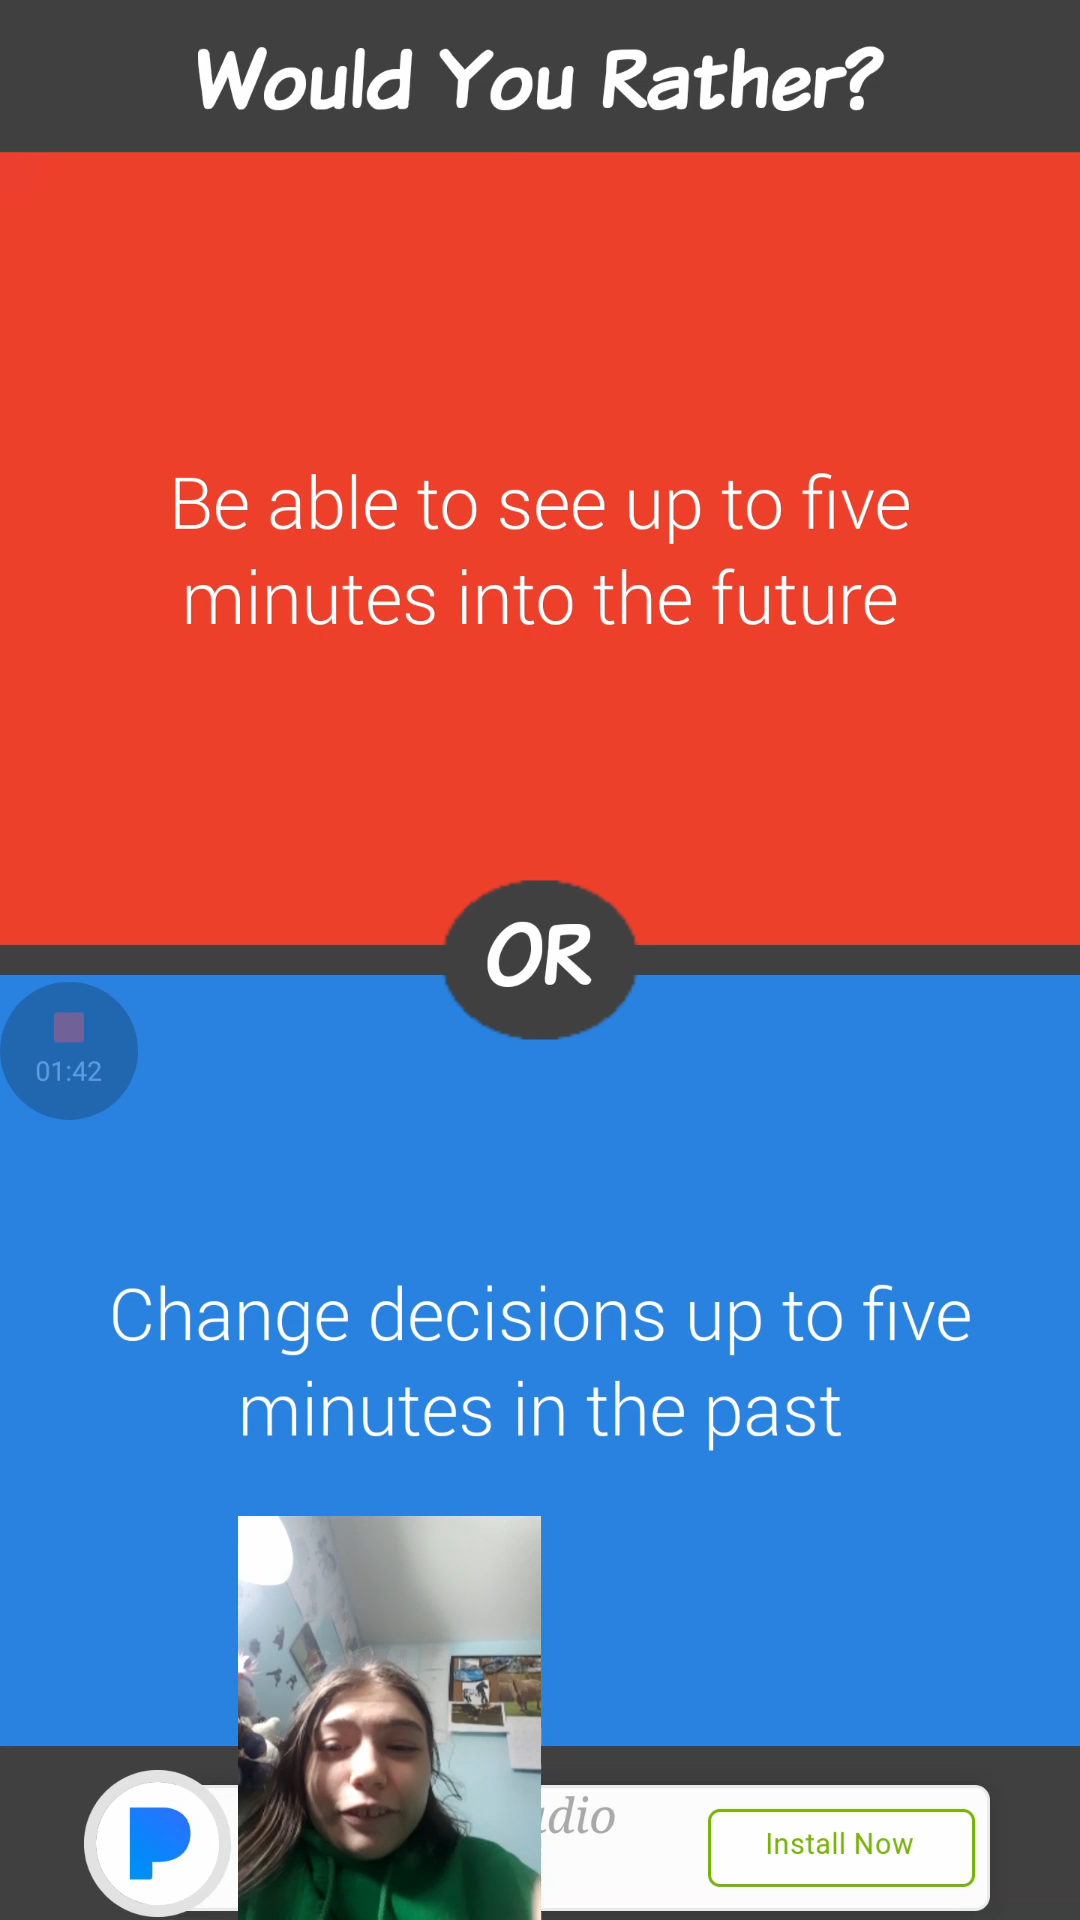 Would You Rather?
Be able to see up to five
minutes into the future
OR
01:42
Change decisions up to five
minutes in the past
Install Now